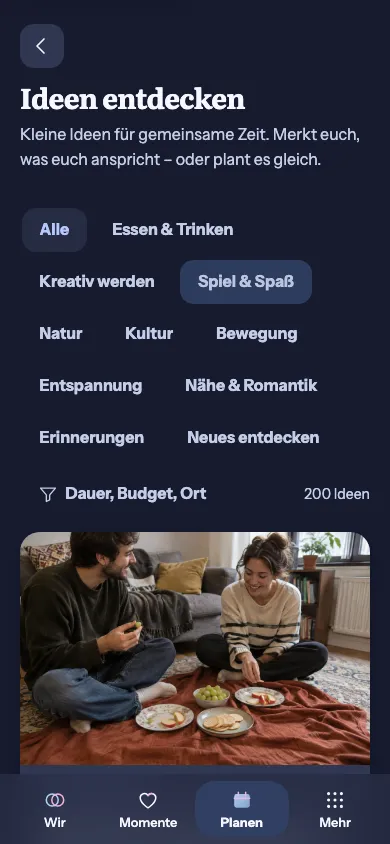 Ideen entdecken
Kleine Ideen für gemeinsame Zeit. Merkt euch,
was euch anspricht – oder plant es gleich.
Alle
Essen & Trinken
Kreativ werden
Spiel & Spaß
Natur
Kultur
Bewegung
Entspannung
Nähe & Romantik
Erinnerungen
Neues entdecken
Dauer, Budget, Ort
200 Ideen
Wir
Momente
Planen
Mehr